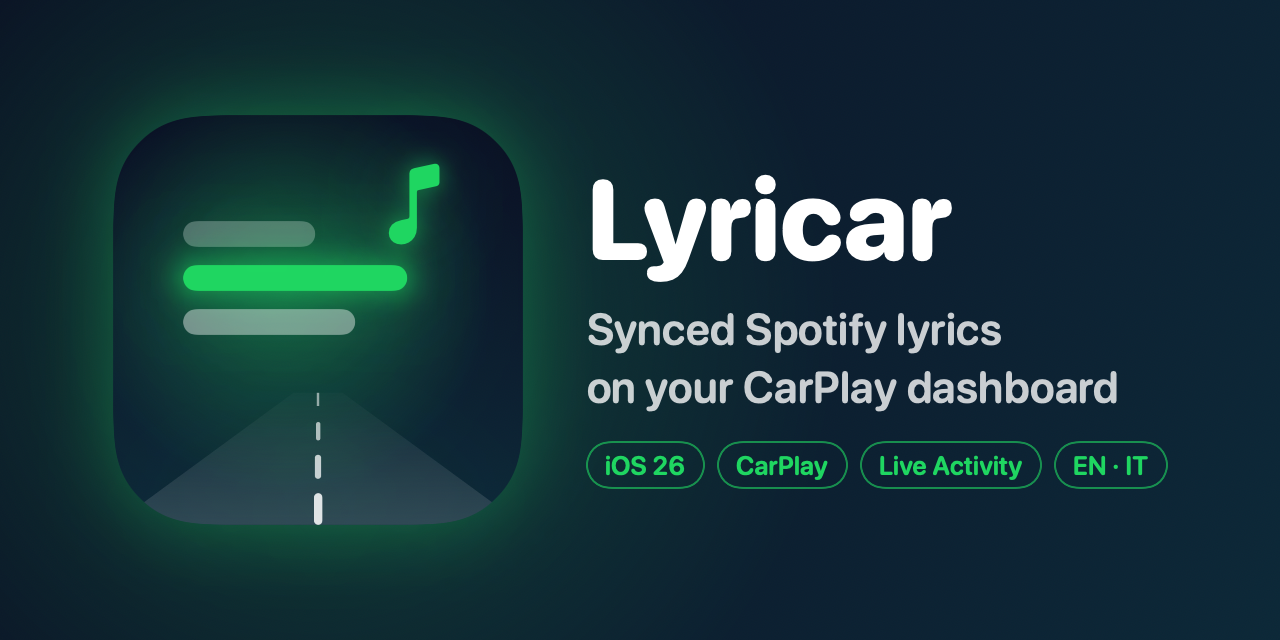 Lyricar
Synced Spotify lyrics
on your CarPlay dashboard
iOS 26
CarPlay
Live Activity
EN · IT